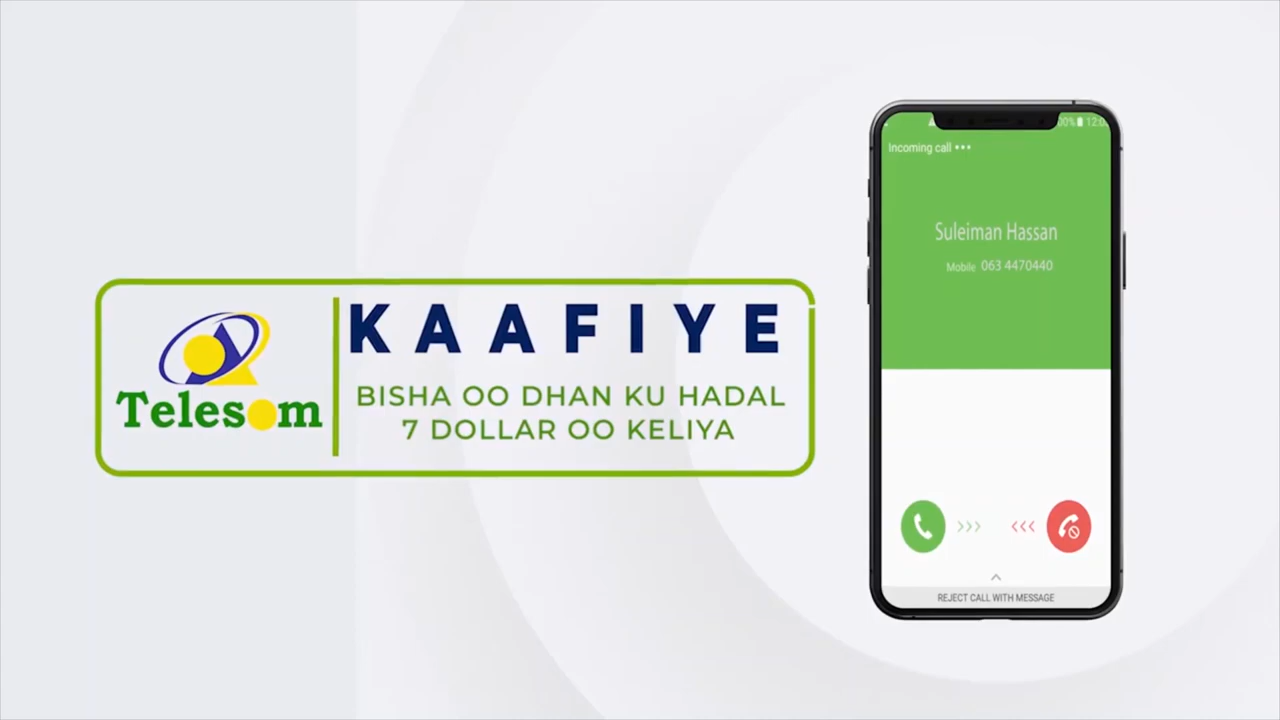 Telesom
KAAFIYE
BISHA OO DHAN KU HADAL
7 DOLLAR OO KELIYA
Incoming call •••
Suleiman Hassan
Mobile 063 4470440
REJECT CALL WITH MESSAGE